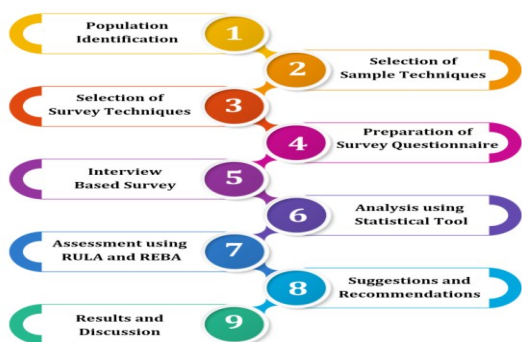 Population
Identification
1
2
Selection of
Sample Techniques
Selection of
Survey Techniques
3
4
Preparation of
Survey Questionnaire
Interview
Based Survey
5
6
Analysis using
Statistical Tool
Assessment using
RULA and REBA
7
8
Suggestions and
Recommendations
Results and
Discussion
9